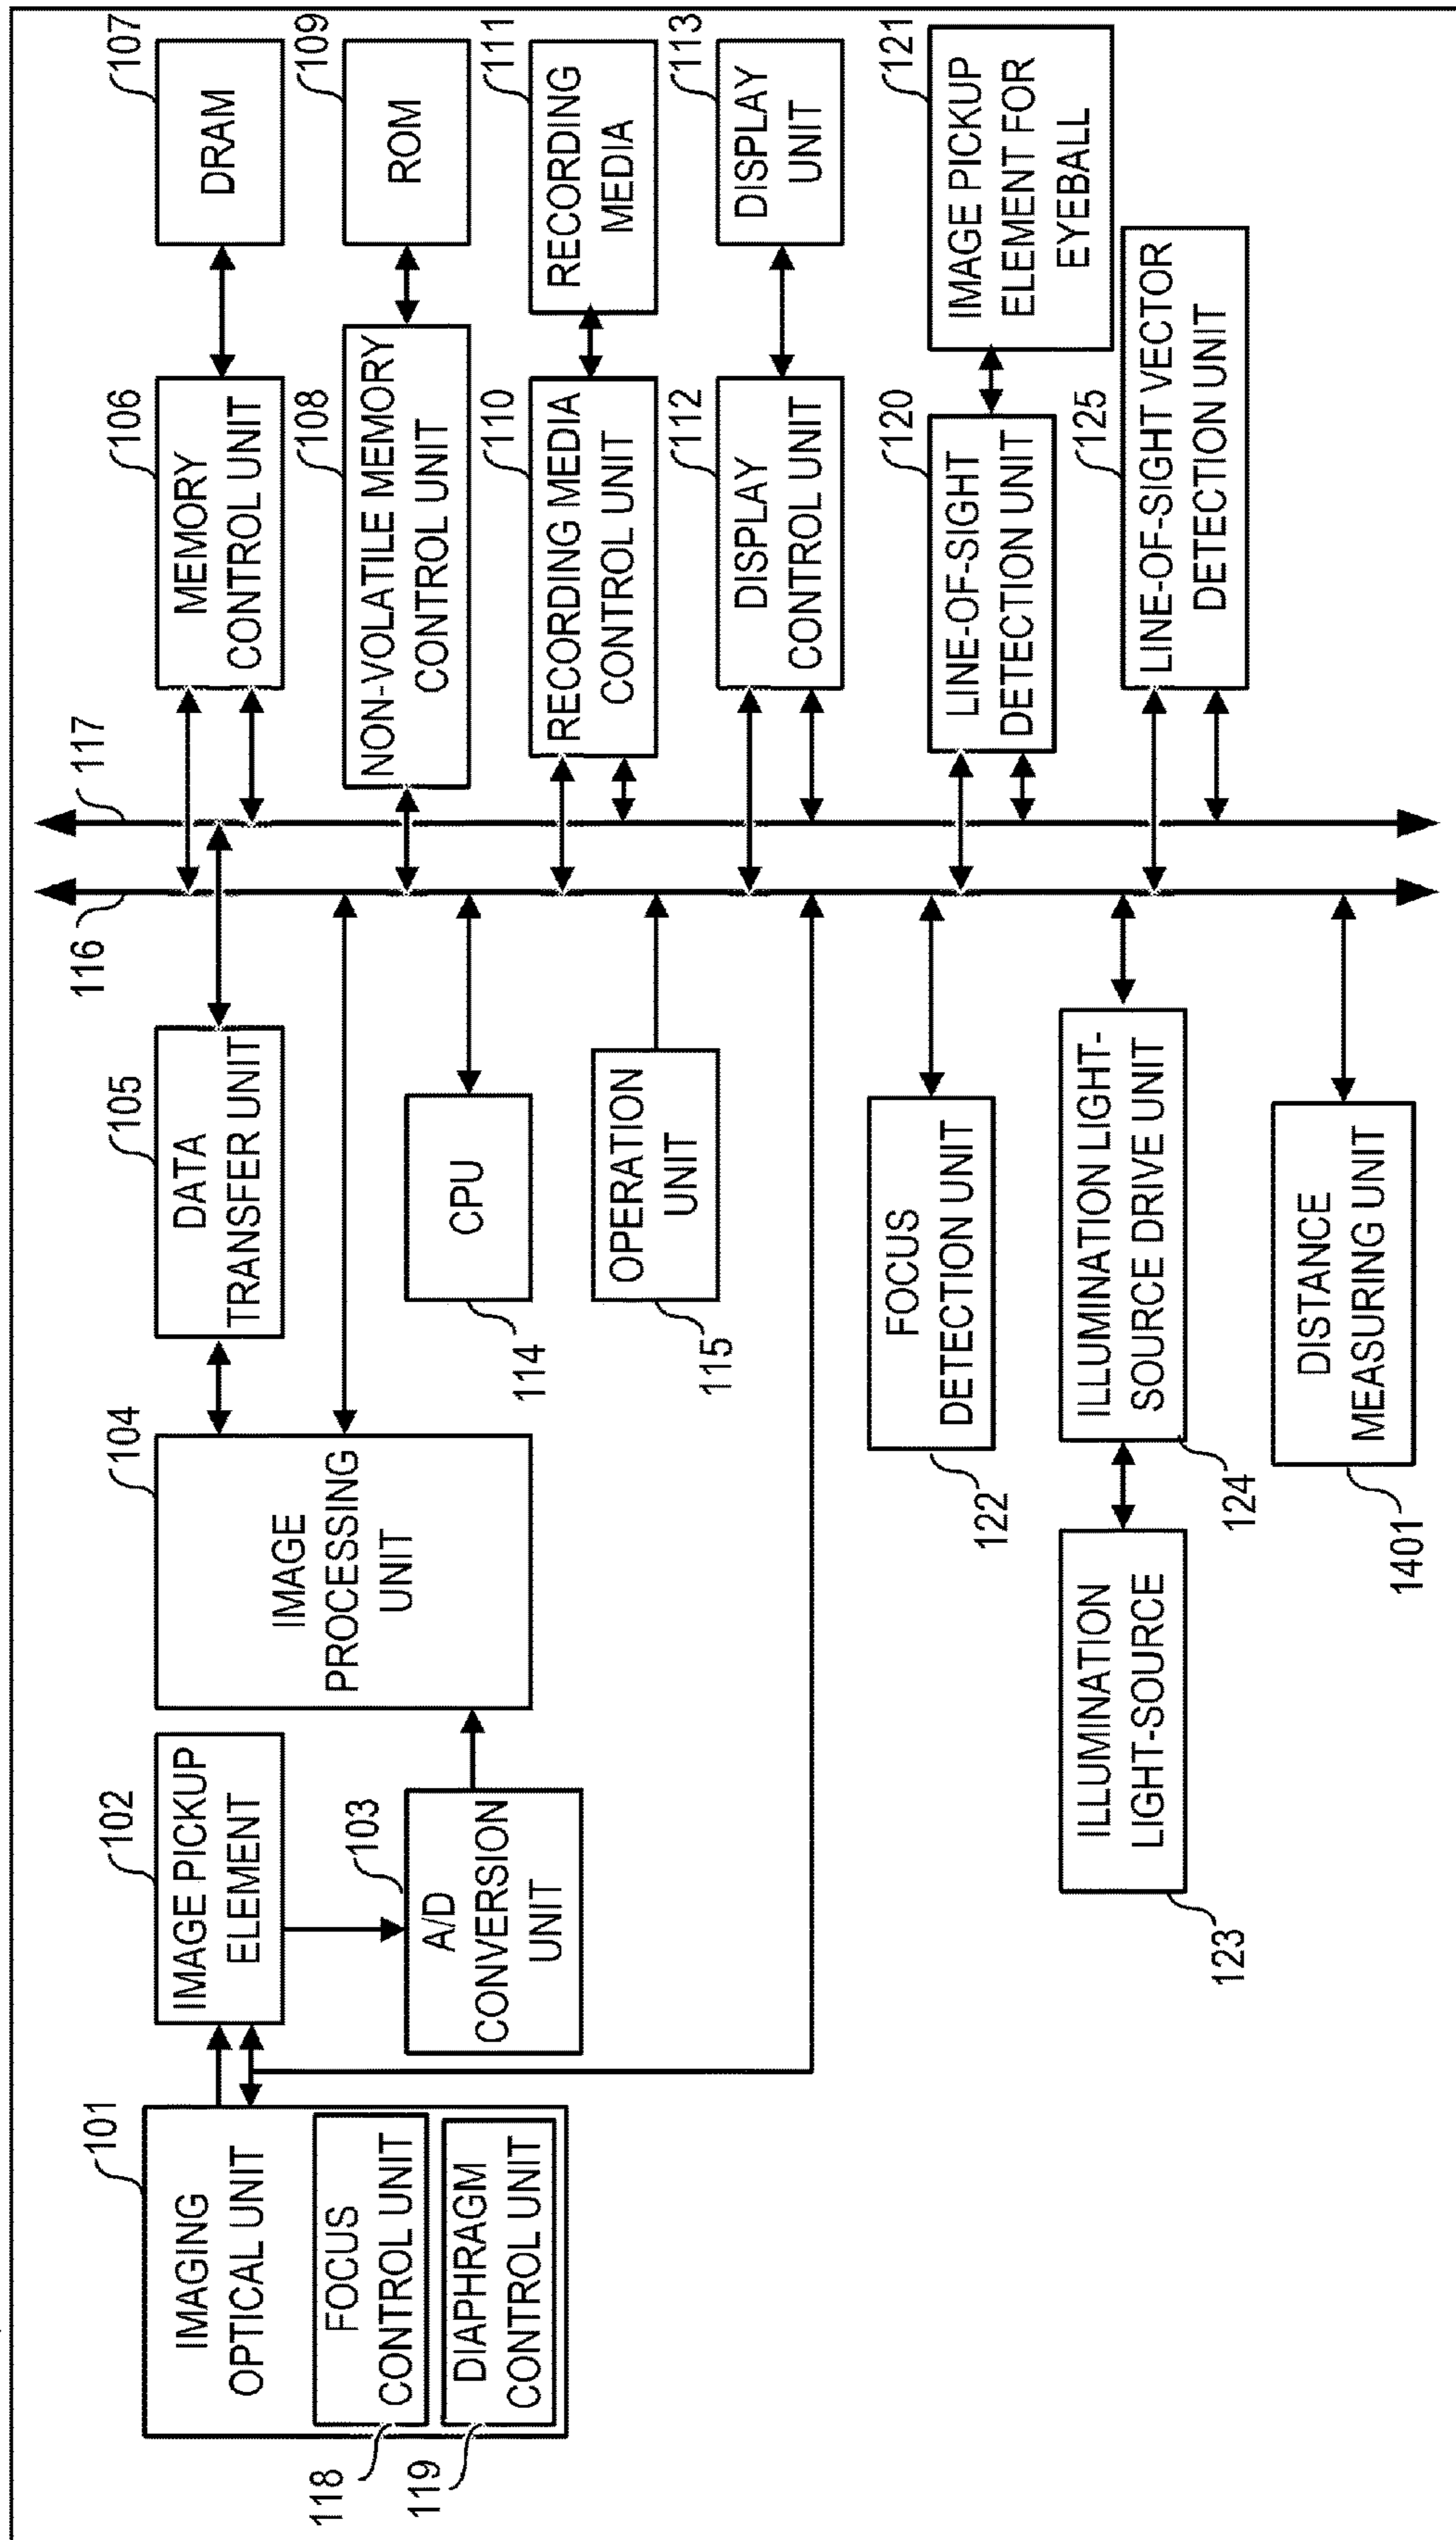 101
IMAGING
OPTICAL UNIT
118
FOCUS
CONTROL UNIT
119
DIAPHRAGM
CONTROL UNIT
102
IMAGE PICKUP
ELEMENT
103
A/D
CONVERSION
UNIT
104
IMAGE
PROCESSING
UNIT
105
DATA
TRANSFER UNIT
114
CPU
115
OPERATION
UNIT
116
117
106
MEMORY
CONTROL UNIT
107
DRAM
108
NON-VOLATILE MEMORY
CONTROL UNIT
109
ROM
110
RECORDING MEDIA
CONTROL UNIT
111
RECORDING
MEDIA
112
DISPLAY
CONTROL UNIT
113
DISPLAY
UNIT
122
FOCUS
DETECTION UNIT
120
LINE-OF-SIGHT
DETECTION UNIT
121
IMAGE PICKUP
ELEMENT FOR
EYEBALL
123
ILLUMINATION
LIGHT-SOURCE
124
ILLUMINATION LIGHT-
SOURCE DRIVE UNIT
125
LINE-OF-SIGHT VECTOR
DETECTION UNIT
1401
DISTANCE
MEASURING UNIT